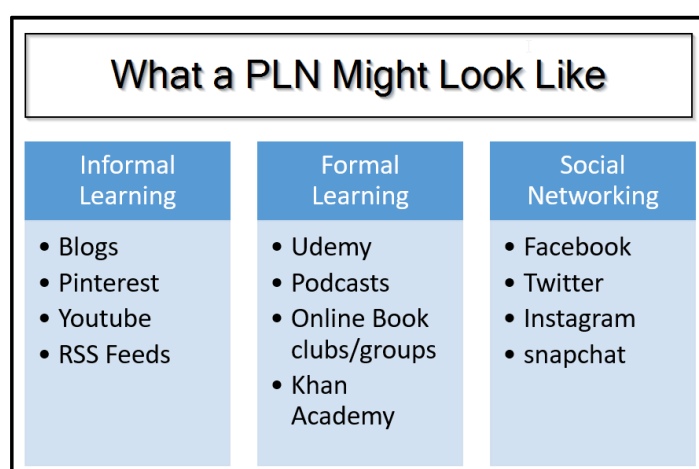 What a PLN Might Look Like
Informal
Learning
• Blogs
• Pinterest
• Youtube
• RSS Feeds
Formal
Learning
• Udemy
• Podcasts
• Online Book
clubs/groups
• Khan
Academy
Social
Networking
• Facebook
• Twitter
• Instagram
• snapchat